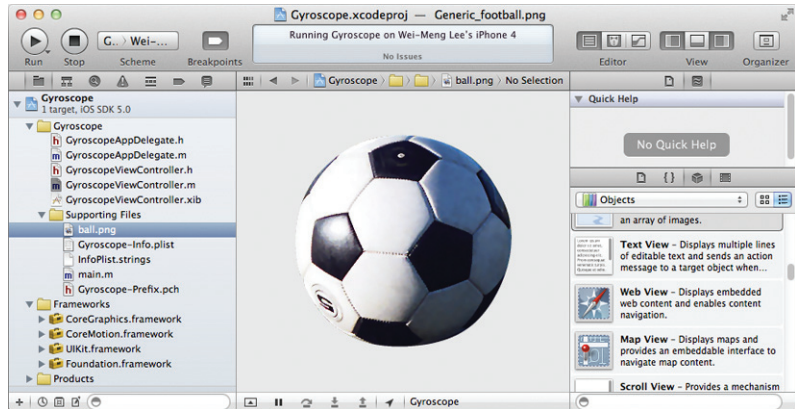 Gyroscope.xcodeproj — Generic_football.png
Run
Stop
G.. › Wei-...
Scheme
Breakpoints
Running Gyroscope on Wei-Meng Lee's iPhone 4
No Issues
Editor
View
Organizer
Gyroscope › › › ball.png › No Selection
Gyroscope
1 target, iOS SDK 5.0
Gyroscope
h GyroscopeAppDelegate.h
m GyroscopeAppDelegate.m
h GyroscopeViewController.h
m GyroscopeViewController.m
GyroscopeViewController.xib
Supporting Files
ball.png
Gyroscope-Info.plist
InfoPlist.strings
m main.m
h Gyroscope-Prefix.pch
Frameworks
CoreGraphics.framework
CoreMotion.framework
UIKit.framework
Foundation.framework
Products
Gyroscope
Quick Help
No Quick Help
{}
Objects
an array of images.
Text View - Displays multiple lines
of editable text and sends an action
message to a target object when...
Web View - Displays embedded
web content and enables content
navigation.
Map View - Displays maps and
provides an embeddable interface to
navigate map content.
Scroll View - Provides a mechanism